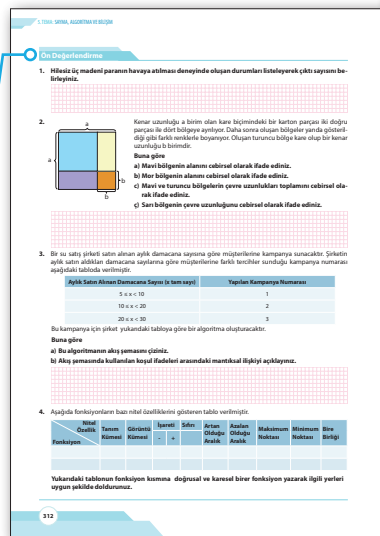 5. TEMA: SAYMA, ALGORİTMA VE BİLİŞİM
Ön Değerlendirme
1. Hilesiz üç madenî paranın havaya atılması deneyinde oluşan durumları listeleyerek çıktı sayısını be-
lirleyiniz.
2. Kenar uzunluğu a birim olan kare biçimindeki bir karton parçası iki doğru
parçası ile dört bölgeye ayrılıyor. Daha sonra oluşan bölgeler yanda gösteril-
diği gibi farklı renklerle boyanıyor. Oluşan turuncu bölge kare olup bir kenar
uzunluğu b birimdir.
Buna göre
a) Mavi bölgenin alanını cebirsel olarak ifade ediniz.
b) Mor bölgenin alanını cebirsel olarak ifade ediniz.
c) Mavi ve turuncu bölgelerin çevre uzunlukları toplamını cebirsel ola-
rak ifade ediniz.
ç) Sarı bölgenin çevre uzunluğunu cebirsel olarak ifade ediniz.
a
a
b
b
3. Bir su satış şirketi satın alınan aylık damacana sayısına göre müşterilerine kampanya sunacaktır. Şirketin
aylık satın aldıkları damacana sayılarına göre müşterilerine farklı tercihler sunduğu kampanya numarası
aşağıdaki tabloda verilmiştir.
Aylık Satın Alınan Damacana Sayısı (x tam sayı) Yapılan Kampanya Numarası
5 ≤ x < 10 1
10 ≤ x < 20 2
20 ≤ x < 30 3
Bu kampanya için şirket yukarıdaki tabloya göre bir algoritma oluşturacaktır.
Buna göre
a) Bu algoritmanın akış şemasını çiziniz.
b) Akış şemasında kullanılan koşul ifadeleri arasındaki mantıksal ilişkiyi açıklayınız.
4. Aşağıda fonksiyonların bazı nitel özelliklerini gösteren tablo verilmiştir.
Nitel Özellik
Fonksiyon
Tanım Kümesi
Görüntü Kümesi
İşareti
- +
Sıfırı
Artan Olduğu Aralık
Azalan Olduğu Aralık
Maksimum Noktası
Minimum Noktası
Bire Birliği
Yukarıdaki tablonun fonksiyon kısmına doğrusal ve karesel birer fonksiyon yazarak ilgili yerleri
uygun şekilde doldurunuz.
312